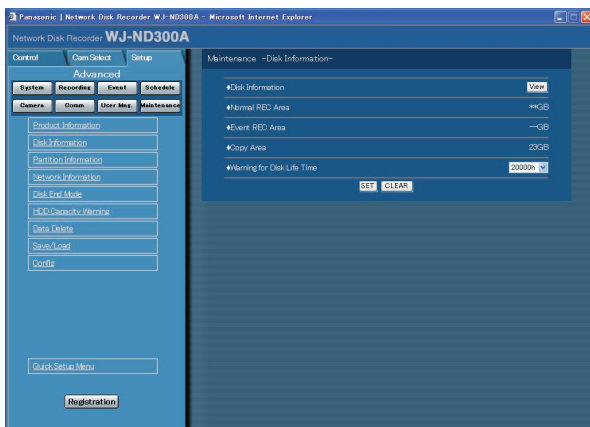 Panasonic | Network Disk Recorder WJ-ND300A - Microsoft Internet Explorer
Network Disk Recorder WJ-ND300A
Control Cam Select Setup
Advanced
System Recording Event Schedule
Camera Comm User Mng. Maintenance
Product Information
Disk Information
Partition Information
Network Information
Disk End Mode
HDD Capacity Warning
Data Delete
Save/Load
Config
Quick Setup Menu
Registration
Maintenance -Disk Information-
♦Disk Information View
♦Normal REC Area **GB
♦Event REC Area --GB
♦Copy Area 23GB
♦Warning for Disk Life Time 20000h
SET CLEAR